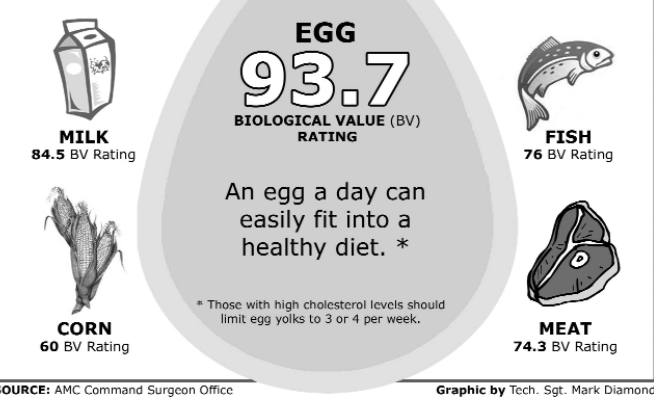 EGG
93.7
BIOLOGICAL VALUE (BV)
RATING
MILK
84.5 BV Rating
FISH
76 BV Rating
An egg a day can
easily fit into a
healthy diet. *
* Those with high cholesterol levels should
limit egg yolks to 3 or 4 per week.
CORN
60 BV Rating
MEAT
74.3 BV Rating
SOURCE: AMC Command Surgeon Office
Graphic by Tech. Sgt. Mark Diamond